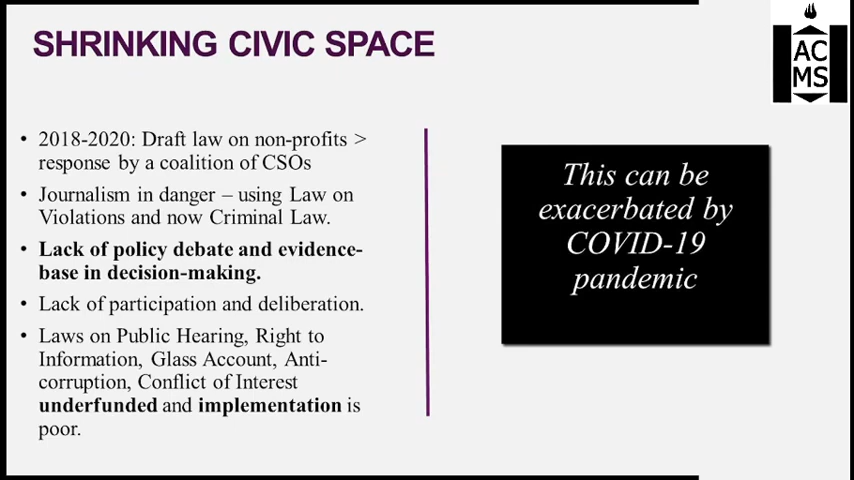 SHRINKING CIVIC SPACE
AC
MS
• 2018-2020: Draft law on non-profits >
response by a coalition of CSOs
• Journalism in danger – using Law on
Violations and now Criminal Law.
• Lack of policy debate and evidence-
base in decision-making.
• Lack of participation and deliberation.
• Laws on Public Hearing, Right to
Information, Glass Account, Anti-
corruption, Conflict of Interest
underfunded and implementation is
poor.
This can be
exacerbated by
COVID-19
pandemic